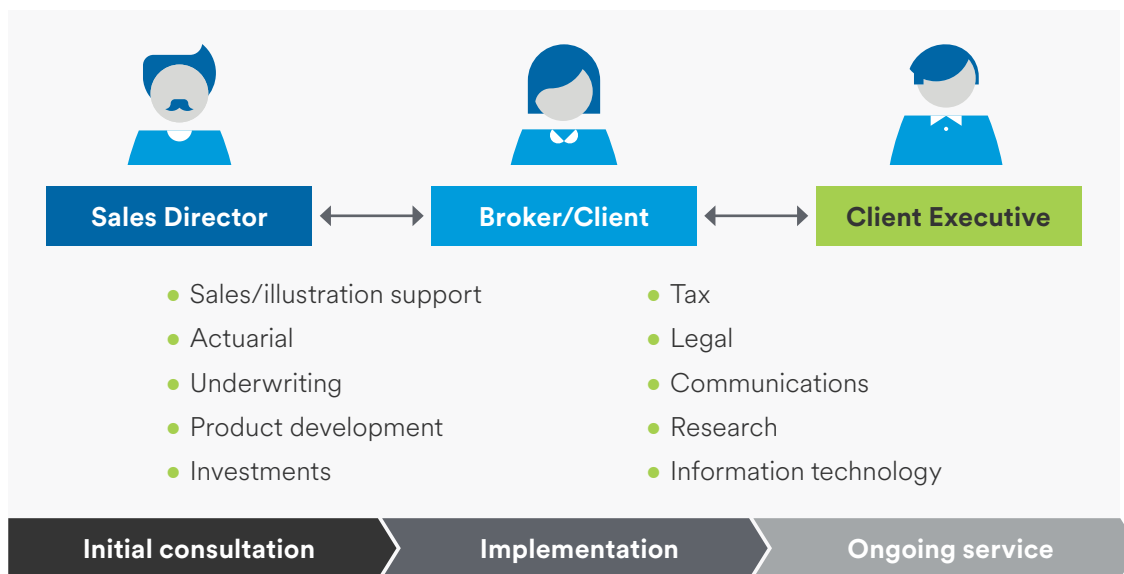 Sales Director
Broker/Client
Client Executive
Sales/illustration support
Actuarial
Underwriting
Product development
Investments
Tax
Legal
Communications
Research
Information technology
Initial consultation
Implementation
Ongoing service